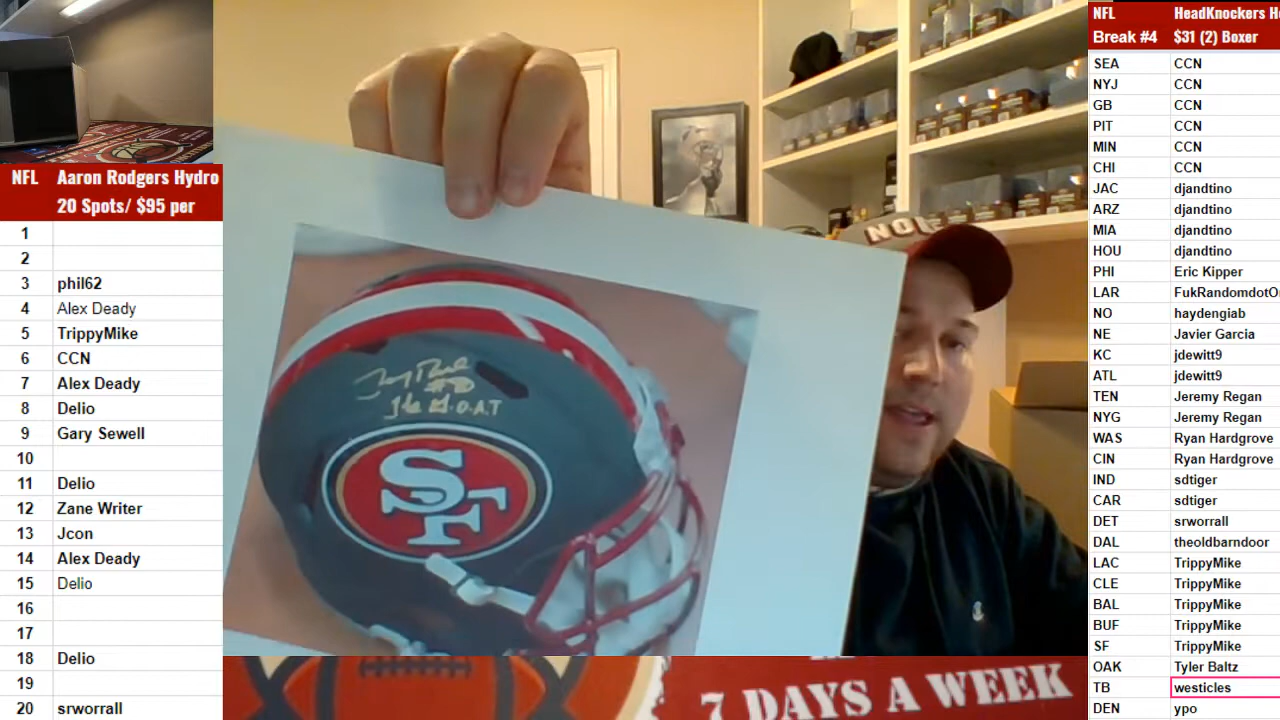 NFL Aaron Rodgers Hydro
20 Spots/ $95 per
1
2
3 phil62
4 Alex Deady
5 TrippyMike
6 CCN
7 Alex Deady
8 Delio
9 Gary Sewell
10
11 Delio
12 Zane Writer
13 Jcon
14 Alex Deady
15 Delio
16
17
18 Delio
19
20 srworrall
NOLE
#80
G.O.A.T
SF
7 DAYS A WEEK
NFL HeadKnockers H
Break #4 $31 (2) Boxer
SEA CCN
NYJ CCN
GB CCN
PIT CCN
MIN CCN
CHI CCN
JAC djandtino
ARZ djandtino
MIA djandtino
HOU djandtino
PHI Eric Kipper
LAR FukRandomdotO
NO haydengiab
NE Javier Garcia
KC jdewitt9
ATL jdewitt9
TEN Jeremy Regan
NYG Jeremy Regan
WAS Ryan Hardgrove
CIN Ryan Hardgrove
IND sdtiger
CAR sdtiger
DET srworrall
DAL theoldbarndoor
LAC TrippyMike
CLE TrippyMike
BAL TrippyMike
BUF TrippyMike
SF TrippyMike
OAK Tyler Baltz
TB westicles
DEN ypo